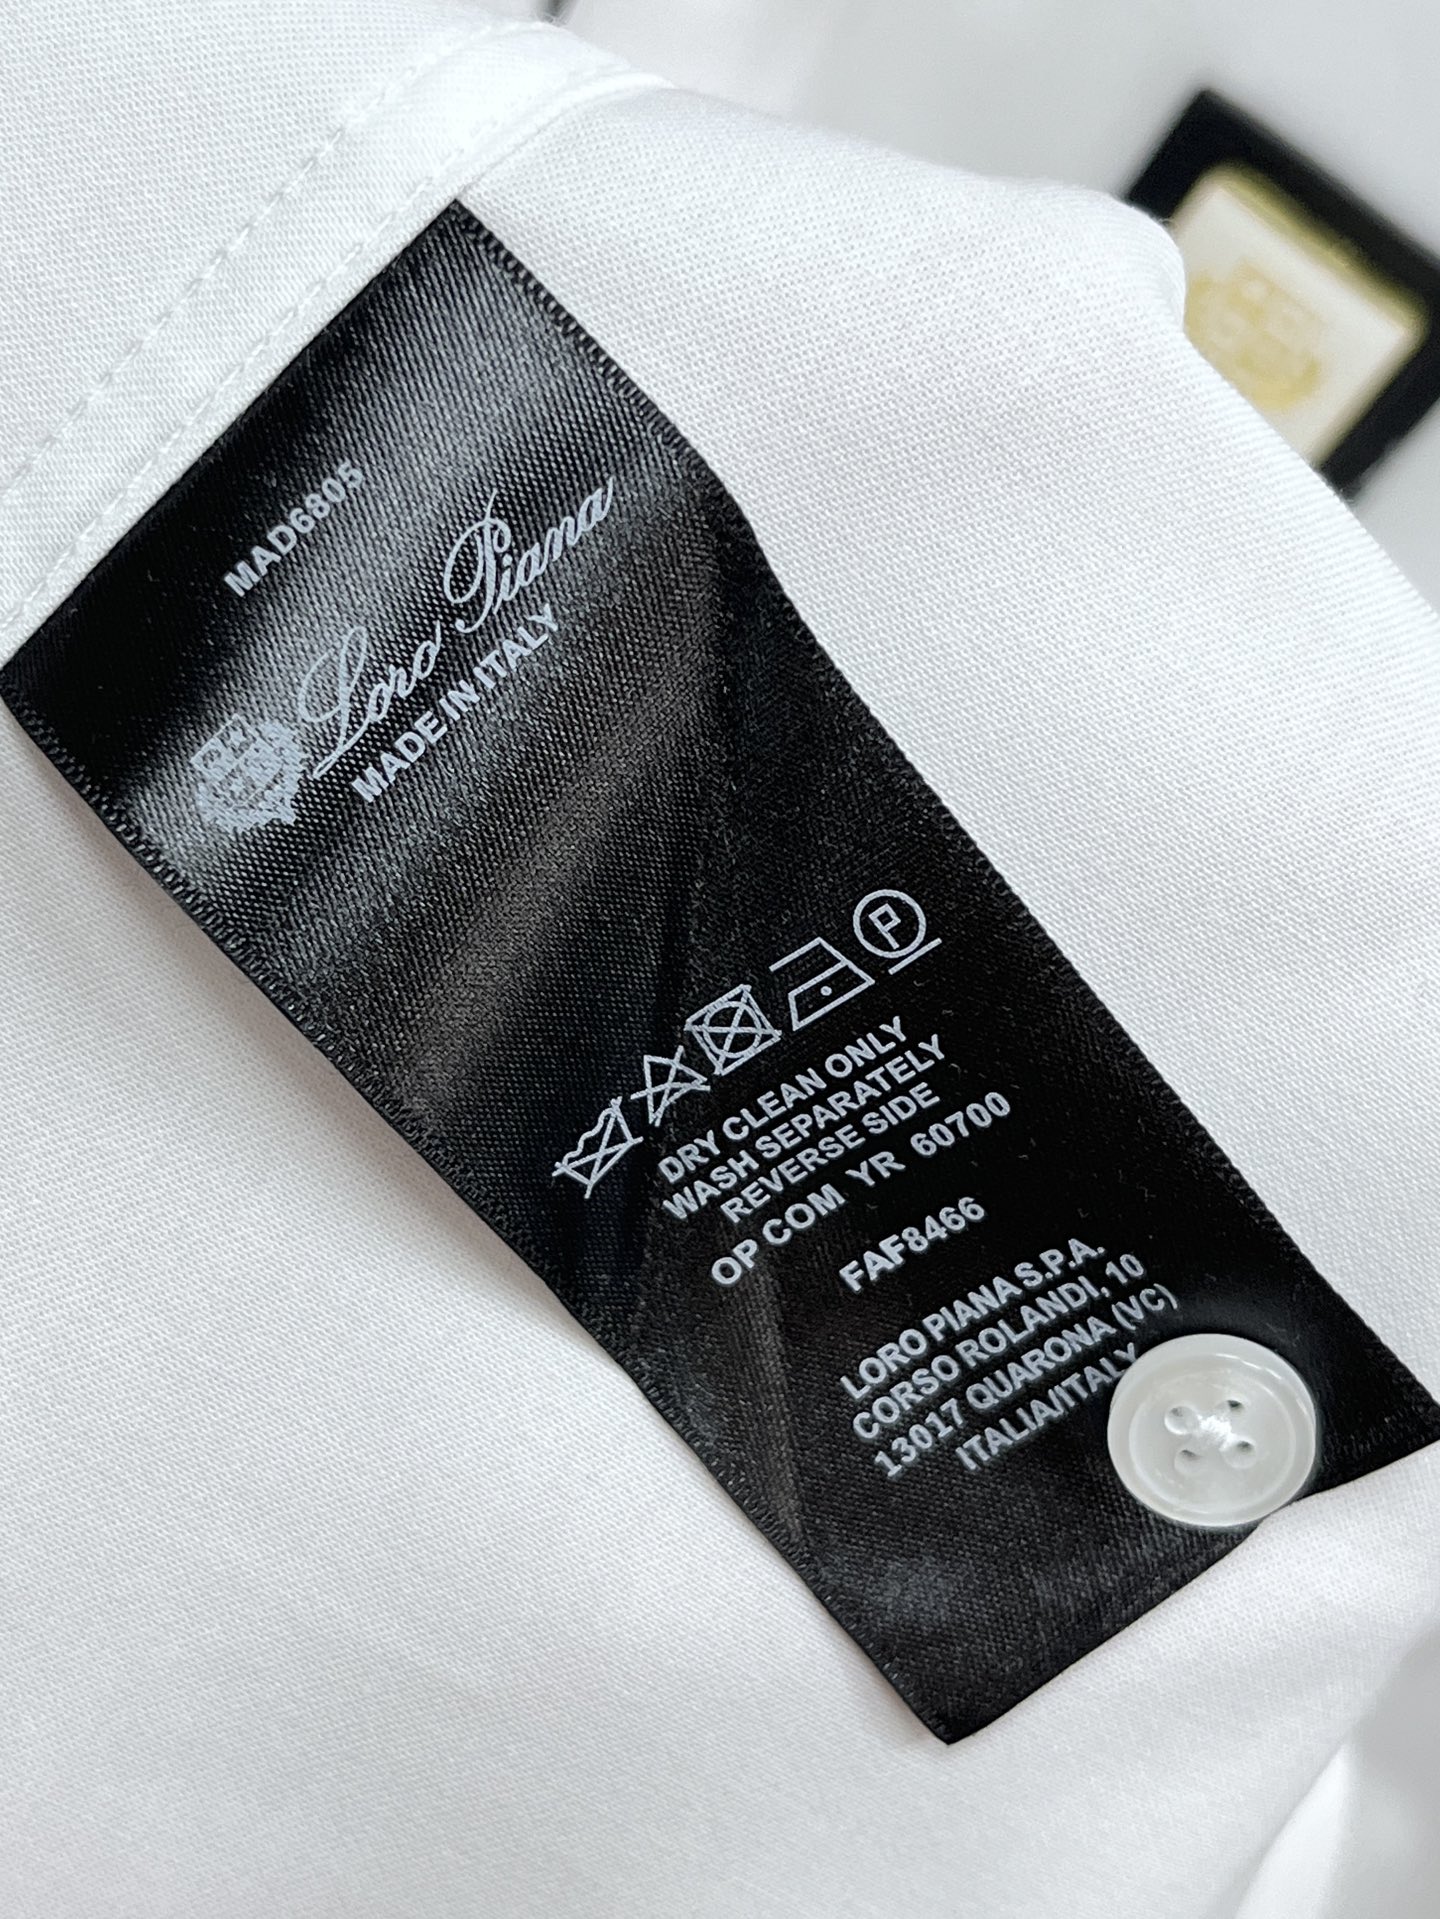 MAD6805
Loro Piana
MADE IN ITALY
P
DRY CLEAN ONLY
WASH SEPARATELY
REVERSE SIDE
OP COM YR 60700
FAF8466
LORO PIANA S.P.A.
CORSO ROLANDI, 10
13017 QUARONA (VC)
ITALIA/ITALY